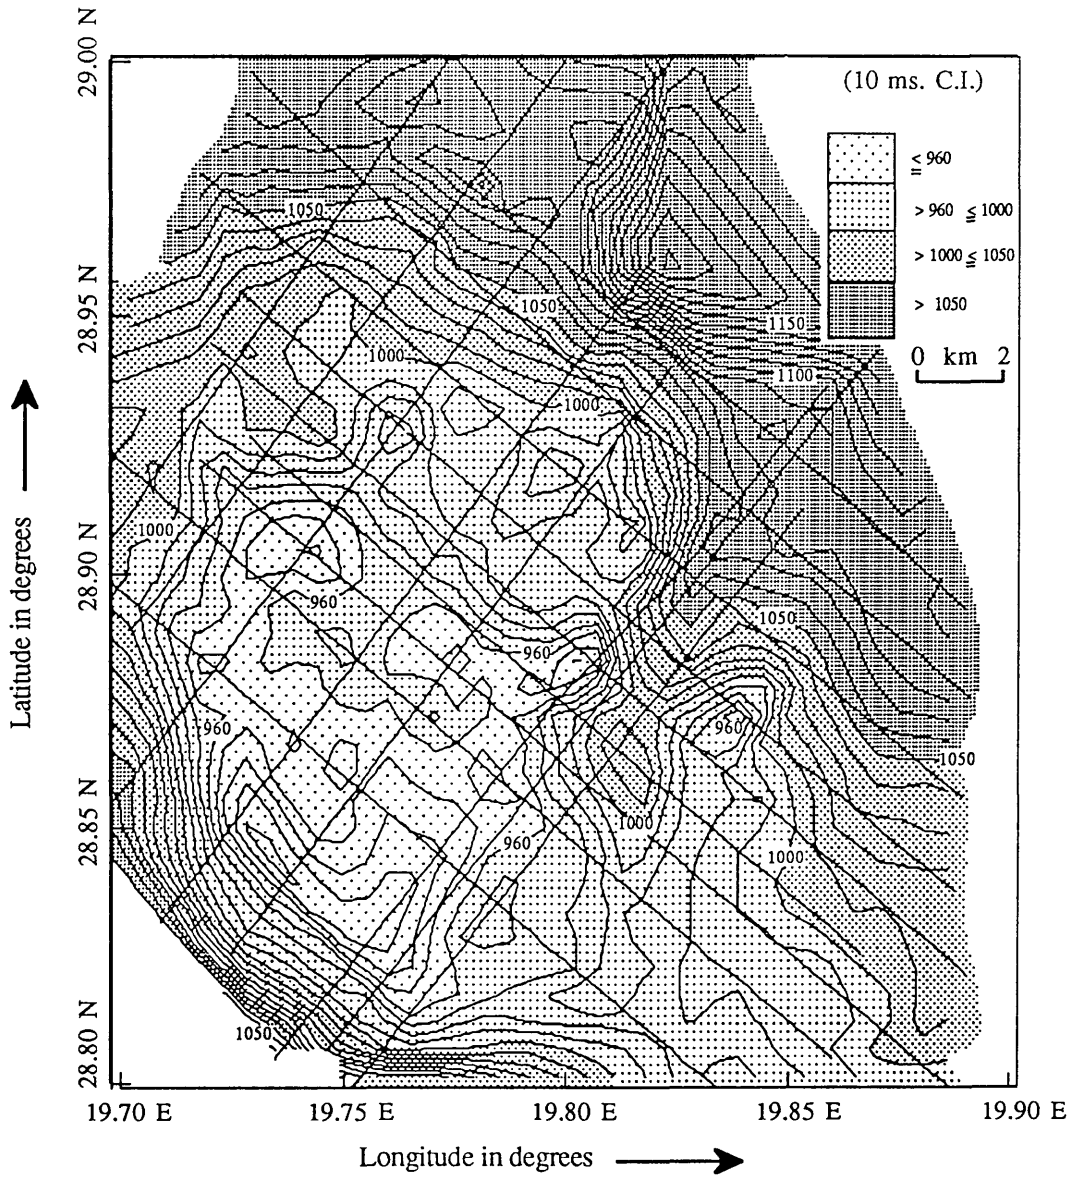 29.00 N
(10 ms. C.I.)
≦ 960
> 960 ≦ 1000
> 1000 ≦ 1050
> 1050
0 km 2
1050
28.95 N
1050
1150
1000
1100
1000
1000
28.90 N
960
1050
960
960
960
1050
28.85 N
1000
960
1000
28.80 N
1050
19.70 E 19.75 E 19.80 E 19.85 E 19.90 E
Latitude in degrees
Longitude in degrees